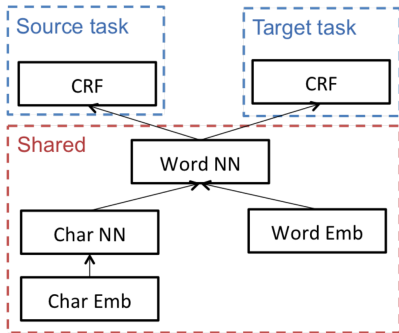 Source task
Target task
CRF
CRF
Shared
Word NN
Char NN
Word Emb
Char Emb